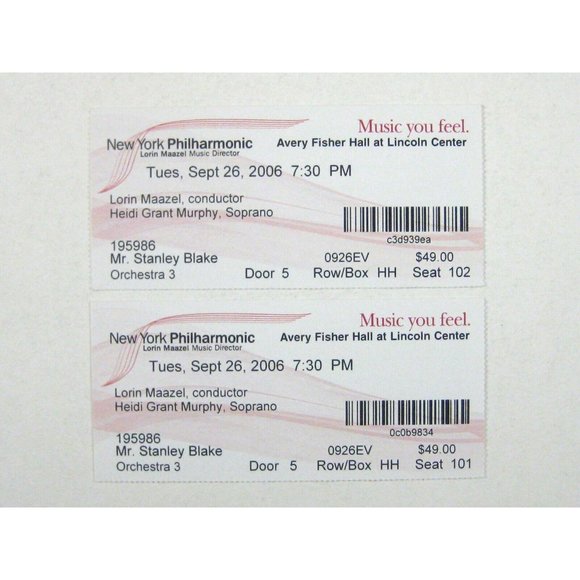 Music you feel.
New York Philharmonic Avery Fisher Hall at Lincoln Center
Lorin Maazel Music Director
Tues, Sept 26, 2006 7:30 PM
Lorin Maazel, conductor
Heidi Grant Murphy, Soprano
c3d939ea
195986
Mr. Stanley Blake 0926EV $49.00
Orchestra 3 Door 5 Row/Box HH Seat 102
Music you feel.
New York Philharmonic Avery Fisher Hall at Lincoln Center
Lorin Maazel Music Director
Tues, Sept 26, 2006 7:30 PM
Lorin Maazel, conductor
Heidi Grant Murphy, Soprano
0c0b9834
195986
Mr. Stanley Blake 0926EV $49.00
Orchestra 3 Door 5 Row/Box HH Seat 101